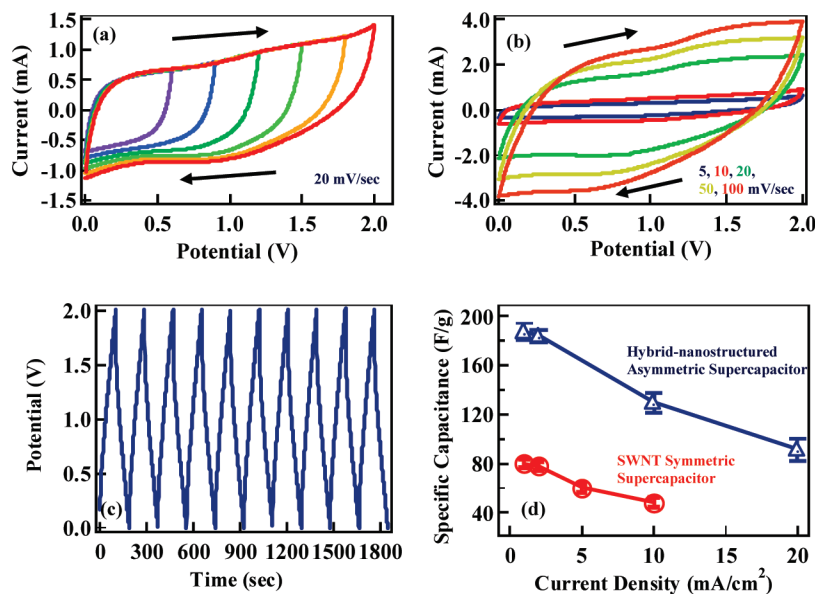 (a)
Current (mA)
1.5
1.0
0.5
0.0
-0.5
-1.0
-1.5
20 mV/sec
0.0 0.5 1.0 1.5 2.0
Potential (V)
(b)
Current (mA)
4.0
2.0
0.0
-2.0
-4.0
5, 10, 20,
50, 100 mV/sec
0.0 0.5 1.0 1.5 2.0
Potential (V)
(c)
Potential (V)
2.0
1.5
1.0
0.5
0.0
0 300 600 900 1200 1500 1800
Time (sec)
(d)
Specific Capacitance (F/g)
200
160
120
80
40
Hybrid-nanostructured
Asymmetric Supercapacitor
SWNT Symmetric
Supercapacitor
0 5 10 20
Current Density (mA/cm²)